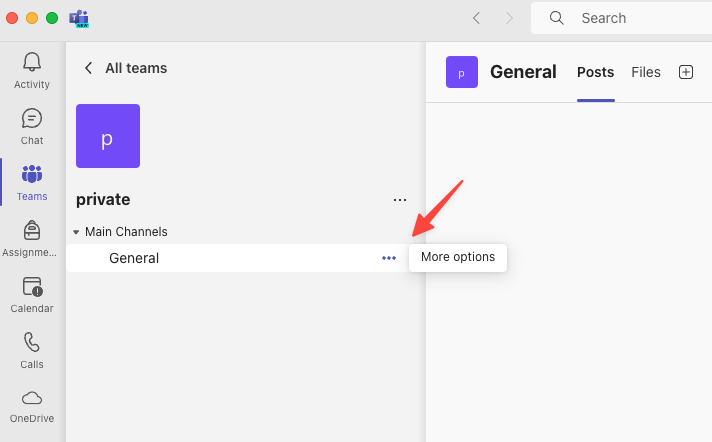 NEW
Search
Activity
Chat
Teams
Assignme...
Calendar
Calls
OneDrive
All teams
p
private
Main Channels
General
More options
p
General
Posts
Files